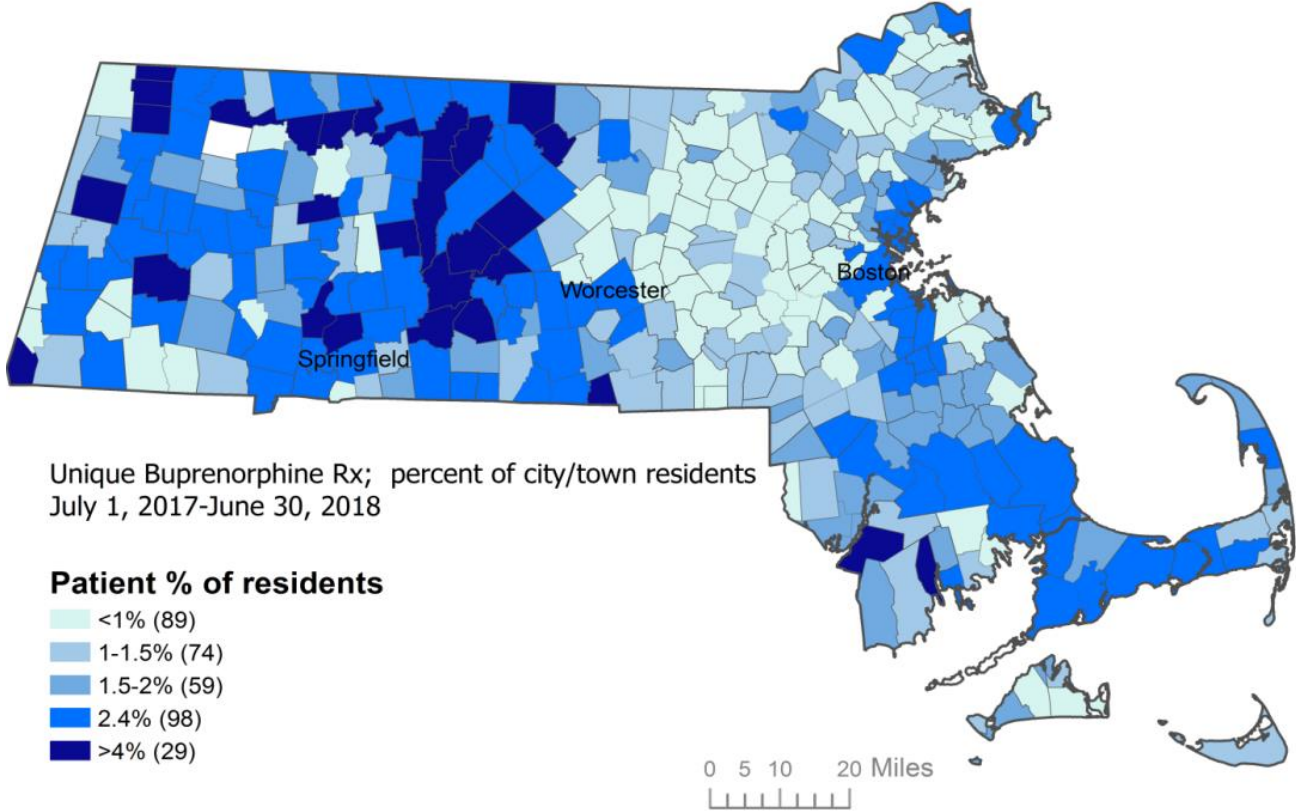 Boston
Worcester
Springfield
Unique Buprenorphine Rx; percent of city/town residents
July 1, 2017-June 30, 2018
Patient % of residents
<1% (89)
1-1.5% (74)
1.5-2% (59)
2.4% (98)
>4% (29)
0 5 10 20 Miles